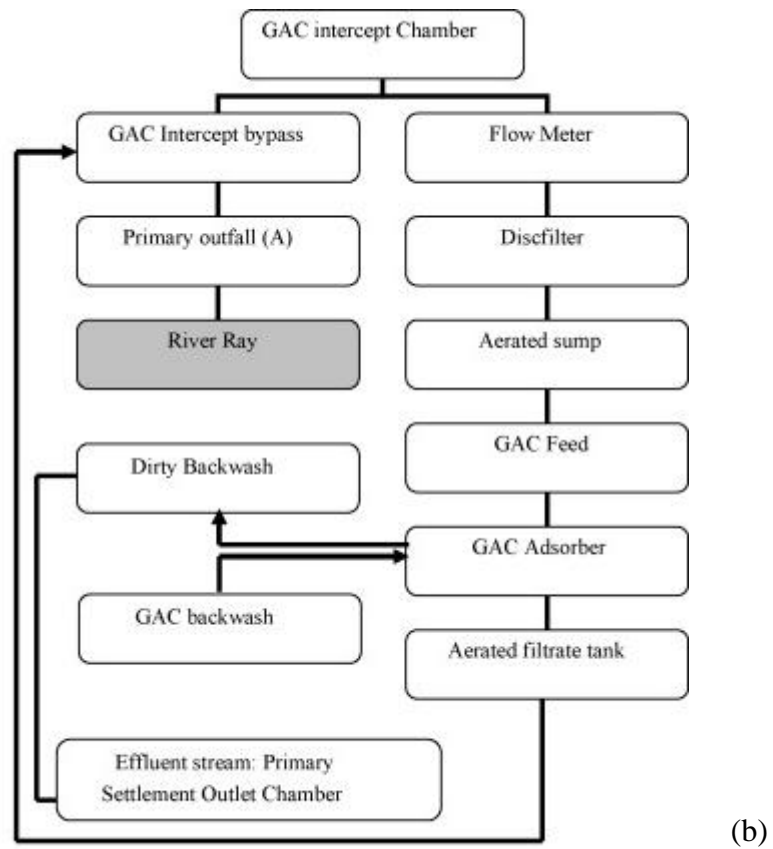 GAC intercept Chamber
GAC Intercept bypass
Flow Meter
Primary outfall (A)
Discfilter
River Ray
Aerated sump
Dirty Backwash
GAC Feed
GAC Adsorber
GAC backwash
Aerated filtrate tank
Effluent stream: Primary
Settlement Outlet Chamber
(b)